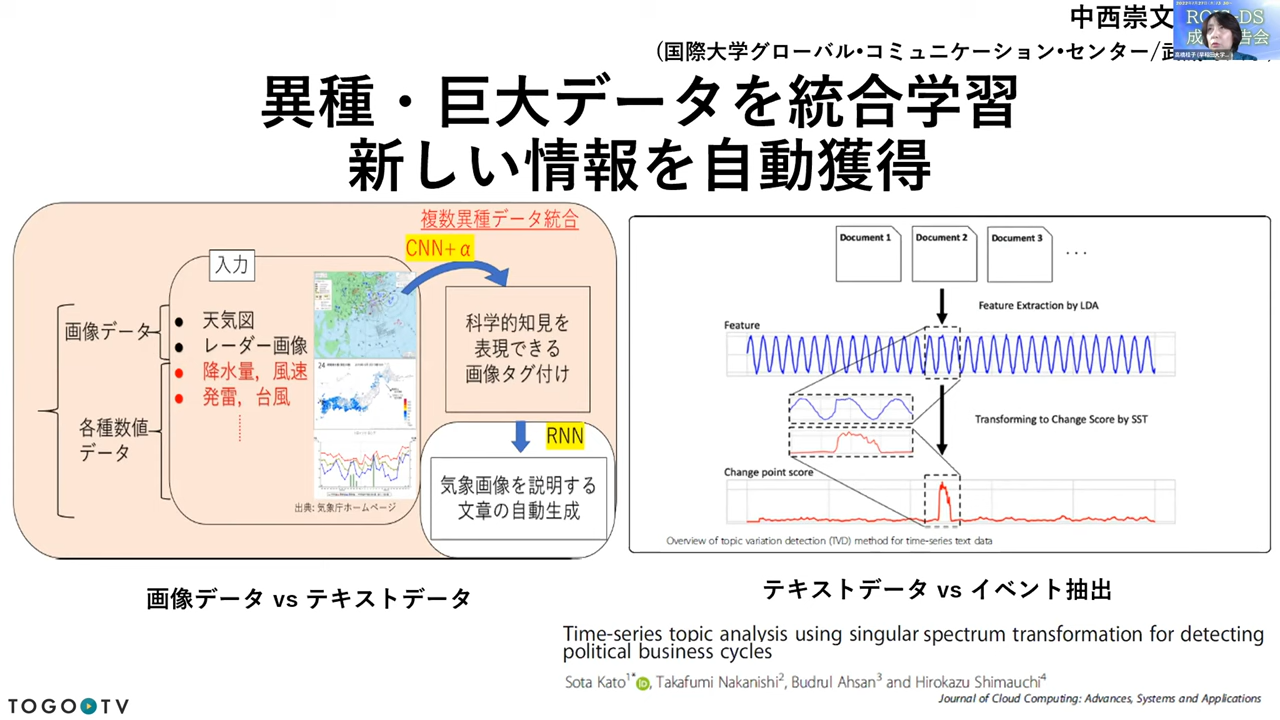 中西崇文
(国際大学グローバル・コミュニケーション・センター/武
ROIS-DS
成 告会
異種・巨大データを統合学習
新しい情報を自動獲得
複数異種データ統合
CNN+α
入力
画像データ
● 天気図
● レーダー画像
● 降水量，風速
● 発雷，台風
各種数値
データ
24
出典: 気象庁ホームページ
科学的知見を
表現できる
画像タグ付け
RNN
気象画像を説明する
文章の自動生成
画像データ vs テキストデータ
Document 1 Document 2 Document 3 ···
Feature Extraction by LDA
Feature
Transforming to Change Score by SST
Change point score
Overview of topic variation detection (TVD) method for time-series text data
テキストデータ vs イベント抽出
Time-series topic analysis using singular spectrum transformation for detecting
political business cycles
Sota Kato1* iD, Takafumi Nakanishi2, Budrul Ahsan3 and Hirokazu Shimauchi4
Journal of Cloud Computing: Advances, Systems and Applications
TOGO TV